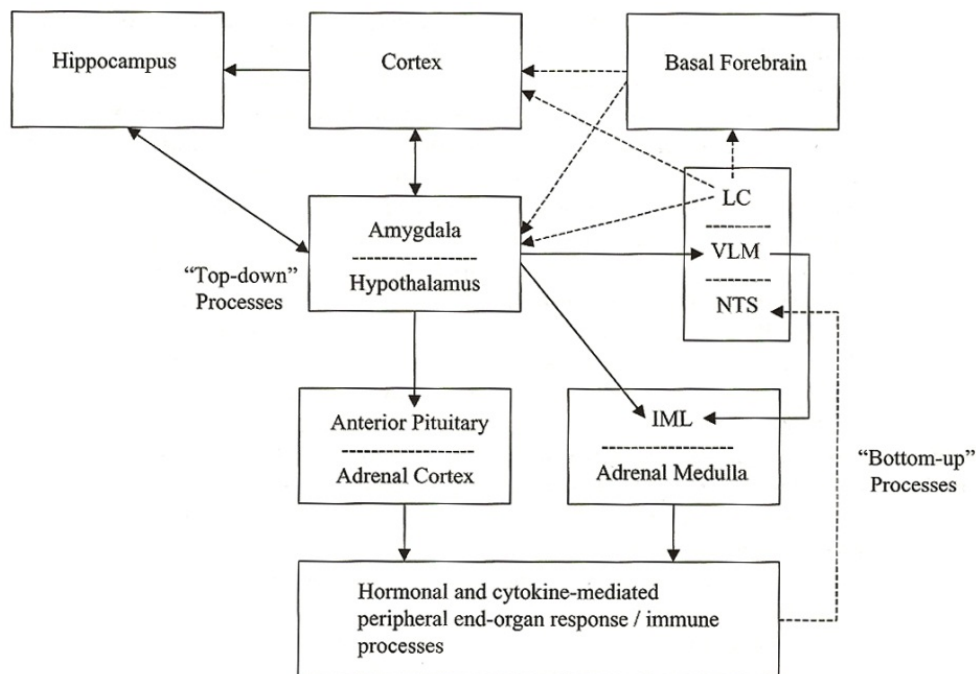 Hippocampus
Cortex
Basal Forebrain
LC
Amygdala
VLM
Hypothalamus
NTS
“Top-down”
Processes
Anterior Pituitary
IML
Adrenal Cortex
Adrenal Medulla
“Bottom-up”
Processes
Hormonal and cytokine-mediated
peripheral end-organ response / immune
processes